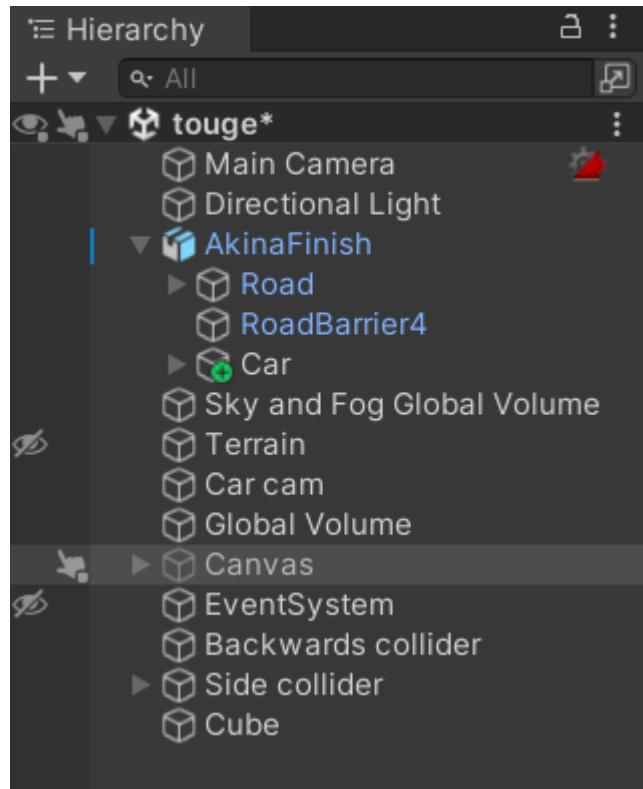 Hierarchy
All
touge*
Main Camera
Directional Light
AkinaFinish
Road
RoadBarrier4
Car
Sky and Fog Global Volume
Terrain
Car cam
Global Volume
Canvas
EventSystem
Backwards collider
Side collider
Cube